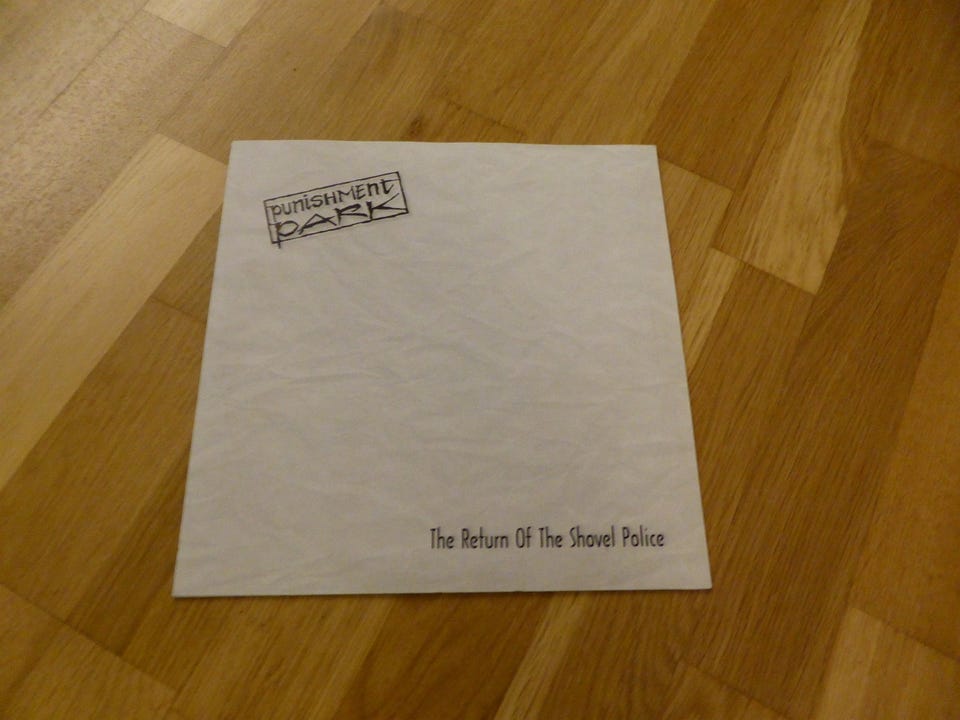 punisHMEnt
PARK
The Return Of The Shovel Police